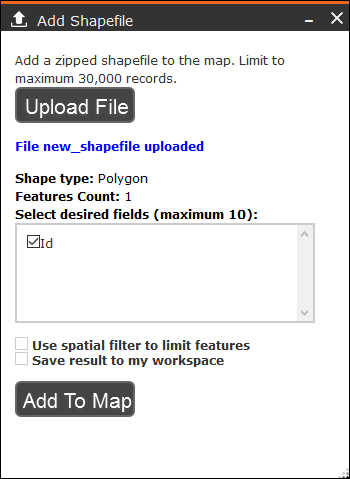 Add Shapefile
Add a zipped shapefile to the map. Limit to
maximum 30,000 records.
Upload File
File new_shapefile uploaded
Shape type: Polygon
Features Count: 1
Select desired fields (maximum 10):
Id
Use spatial filter to limit features
Save result to my workspace
Add To Map